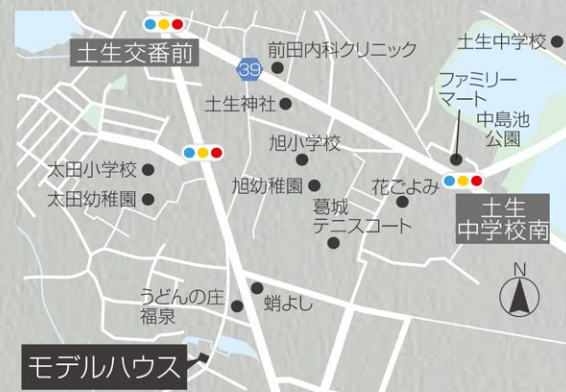 土生交番前
39
前田内科クリニック
土生中学校
ファミリー
マート
中島池
公園
土生神社
旭小学校
太田小学校
太田幼稚園
旭幼稚園
花ごよみ
土生
中学校南
葛城
テニスコート
N
うどんの庄
福泉
蛸よし
モデルハウス